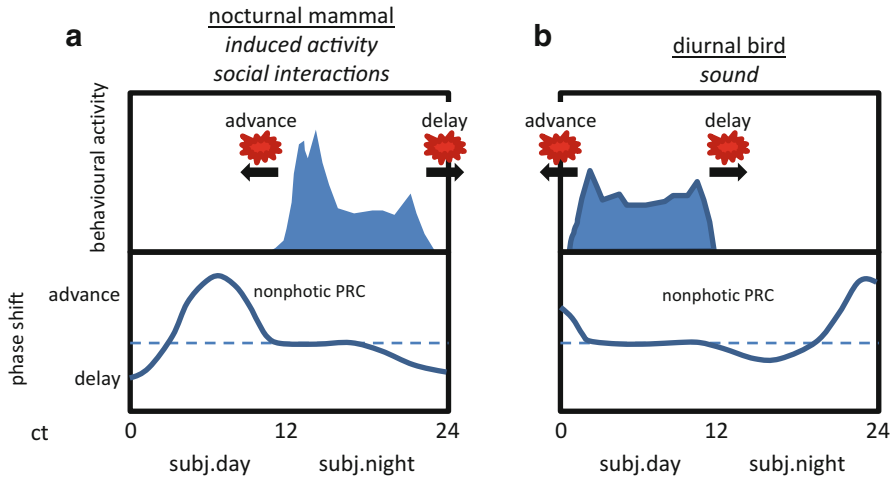 a
nocturnal mammal
induced activity
social interactions
behavioural activity
advance
delay
phase shift
advance
delay
nonphotic PRC
ct
0
12
24
subj.day
subj.night
b
diurnal bird
sound
advance
delay
nonphotic PRC
0
12
24
subj.day
subj.night